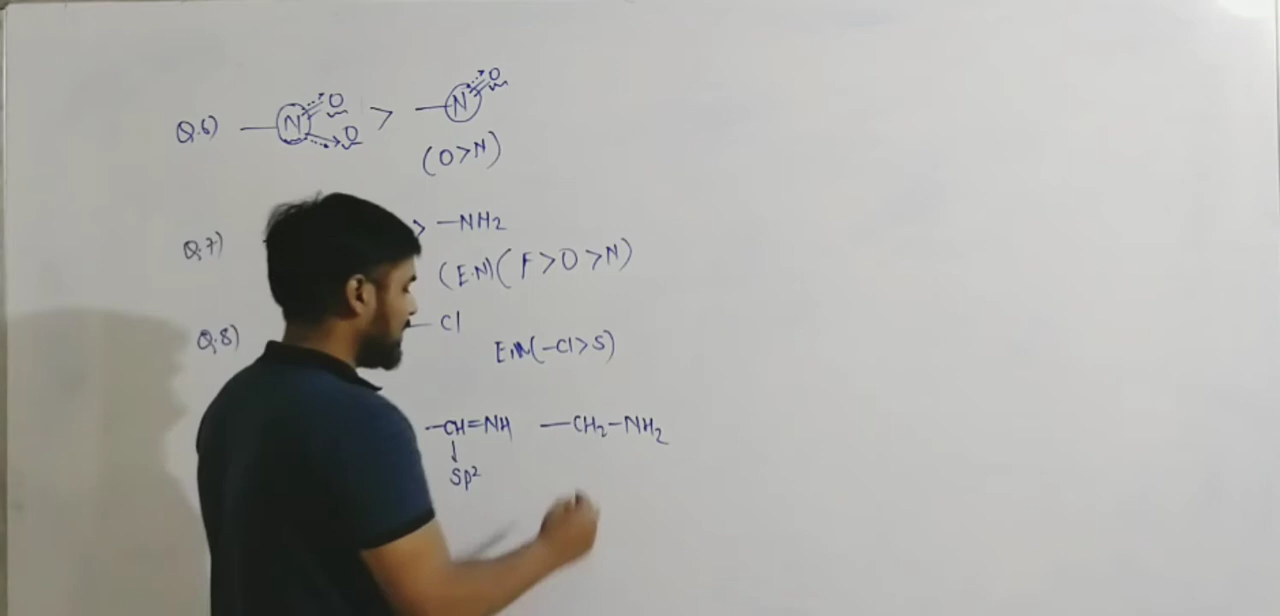 Q.6) —N=O =O > —N=O
(O>N)
Q.7) > —NH2
(E.N)(F>O>N)
Q.8) —Cl
E.N(-Cl>S)
—CH=NH —CH2—NH2
↓
Sp²